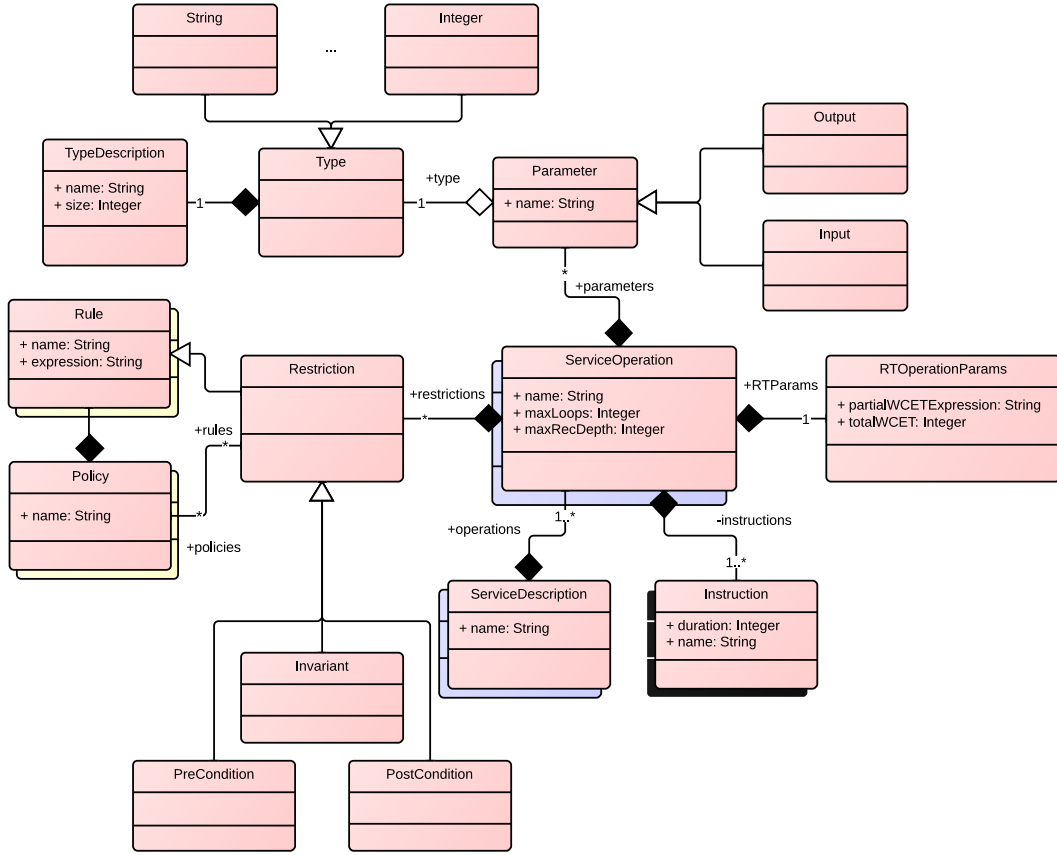 String
...
Integer
Output
TypeDescription
+ name: String
+ size: Integer
1
Type
+type
1
Parameter
+ name: String
Input
*
+parameters
Rule
+ name: String
+ expression: String
Restriction
+restrictions
*
ServiceOperation
+ name: String
+ maxLoops: Integer
+ maxRecDepth: Integer
+RTParams
1
RTOperationParams
+ partialWCETExpression: String
+ totalWCET: Integer
+rules
*
Policy
+ name: String
*
+policies
1..*
+operations
-instructions
1..*
ServiceDescription
+ name: String
Instruction
+ duration: Integer
+ name: String
Invariant
PreCondition
PostCondition